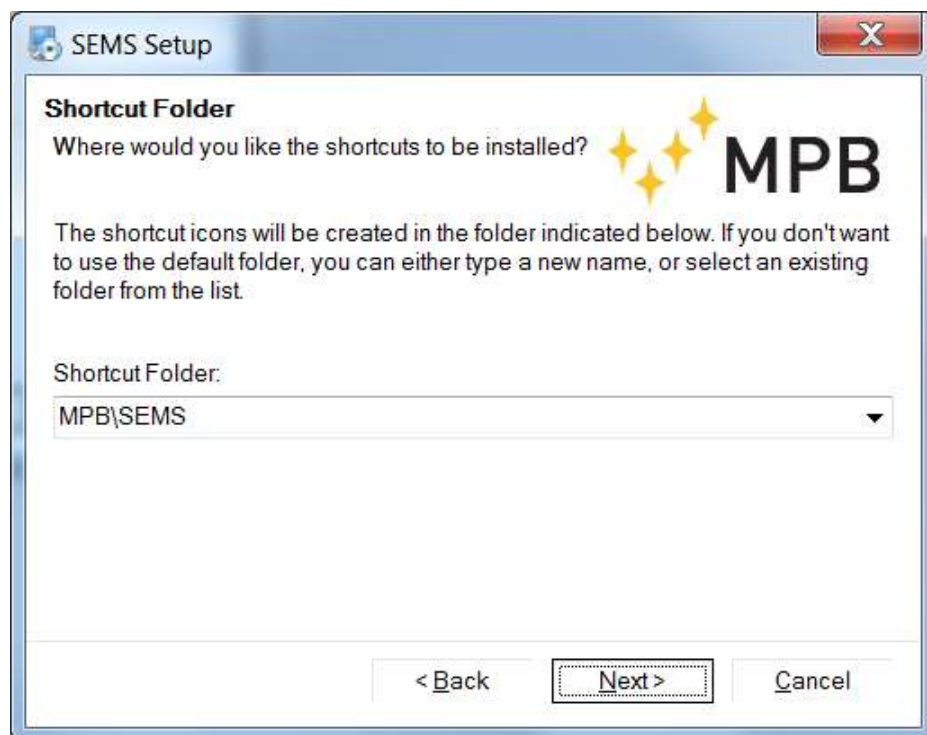 SEMS Setup
Shortcut Folder
Where would you like the shortcuts to be installed?
MPB
The shortcut icons will be created in the folder indicated below. If you don't want
to use the default folder, you can either type a new name, or select an existing
folder from the list.
Shortcut Folder:
MPB\SEMS
< Back
Next >
Cancel